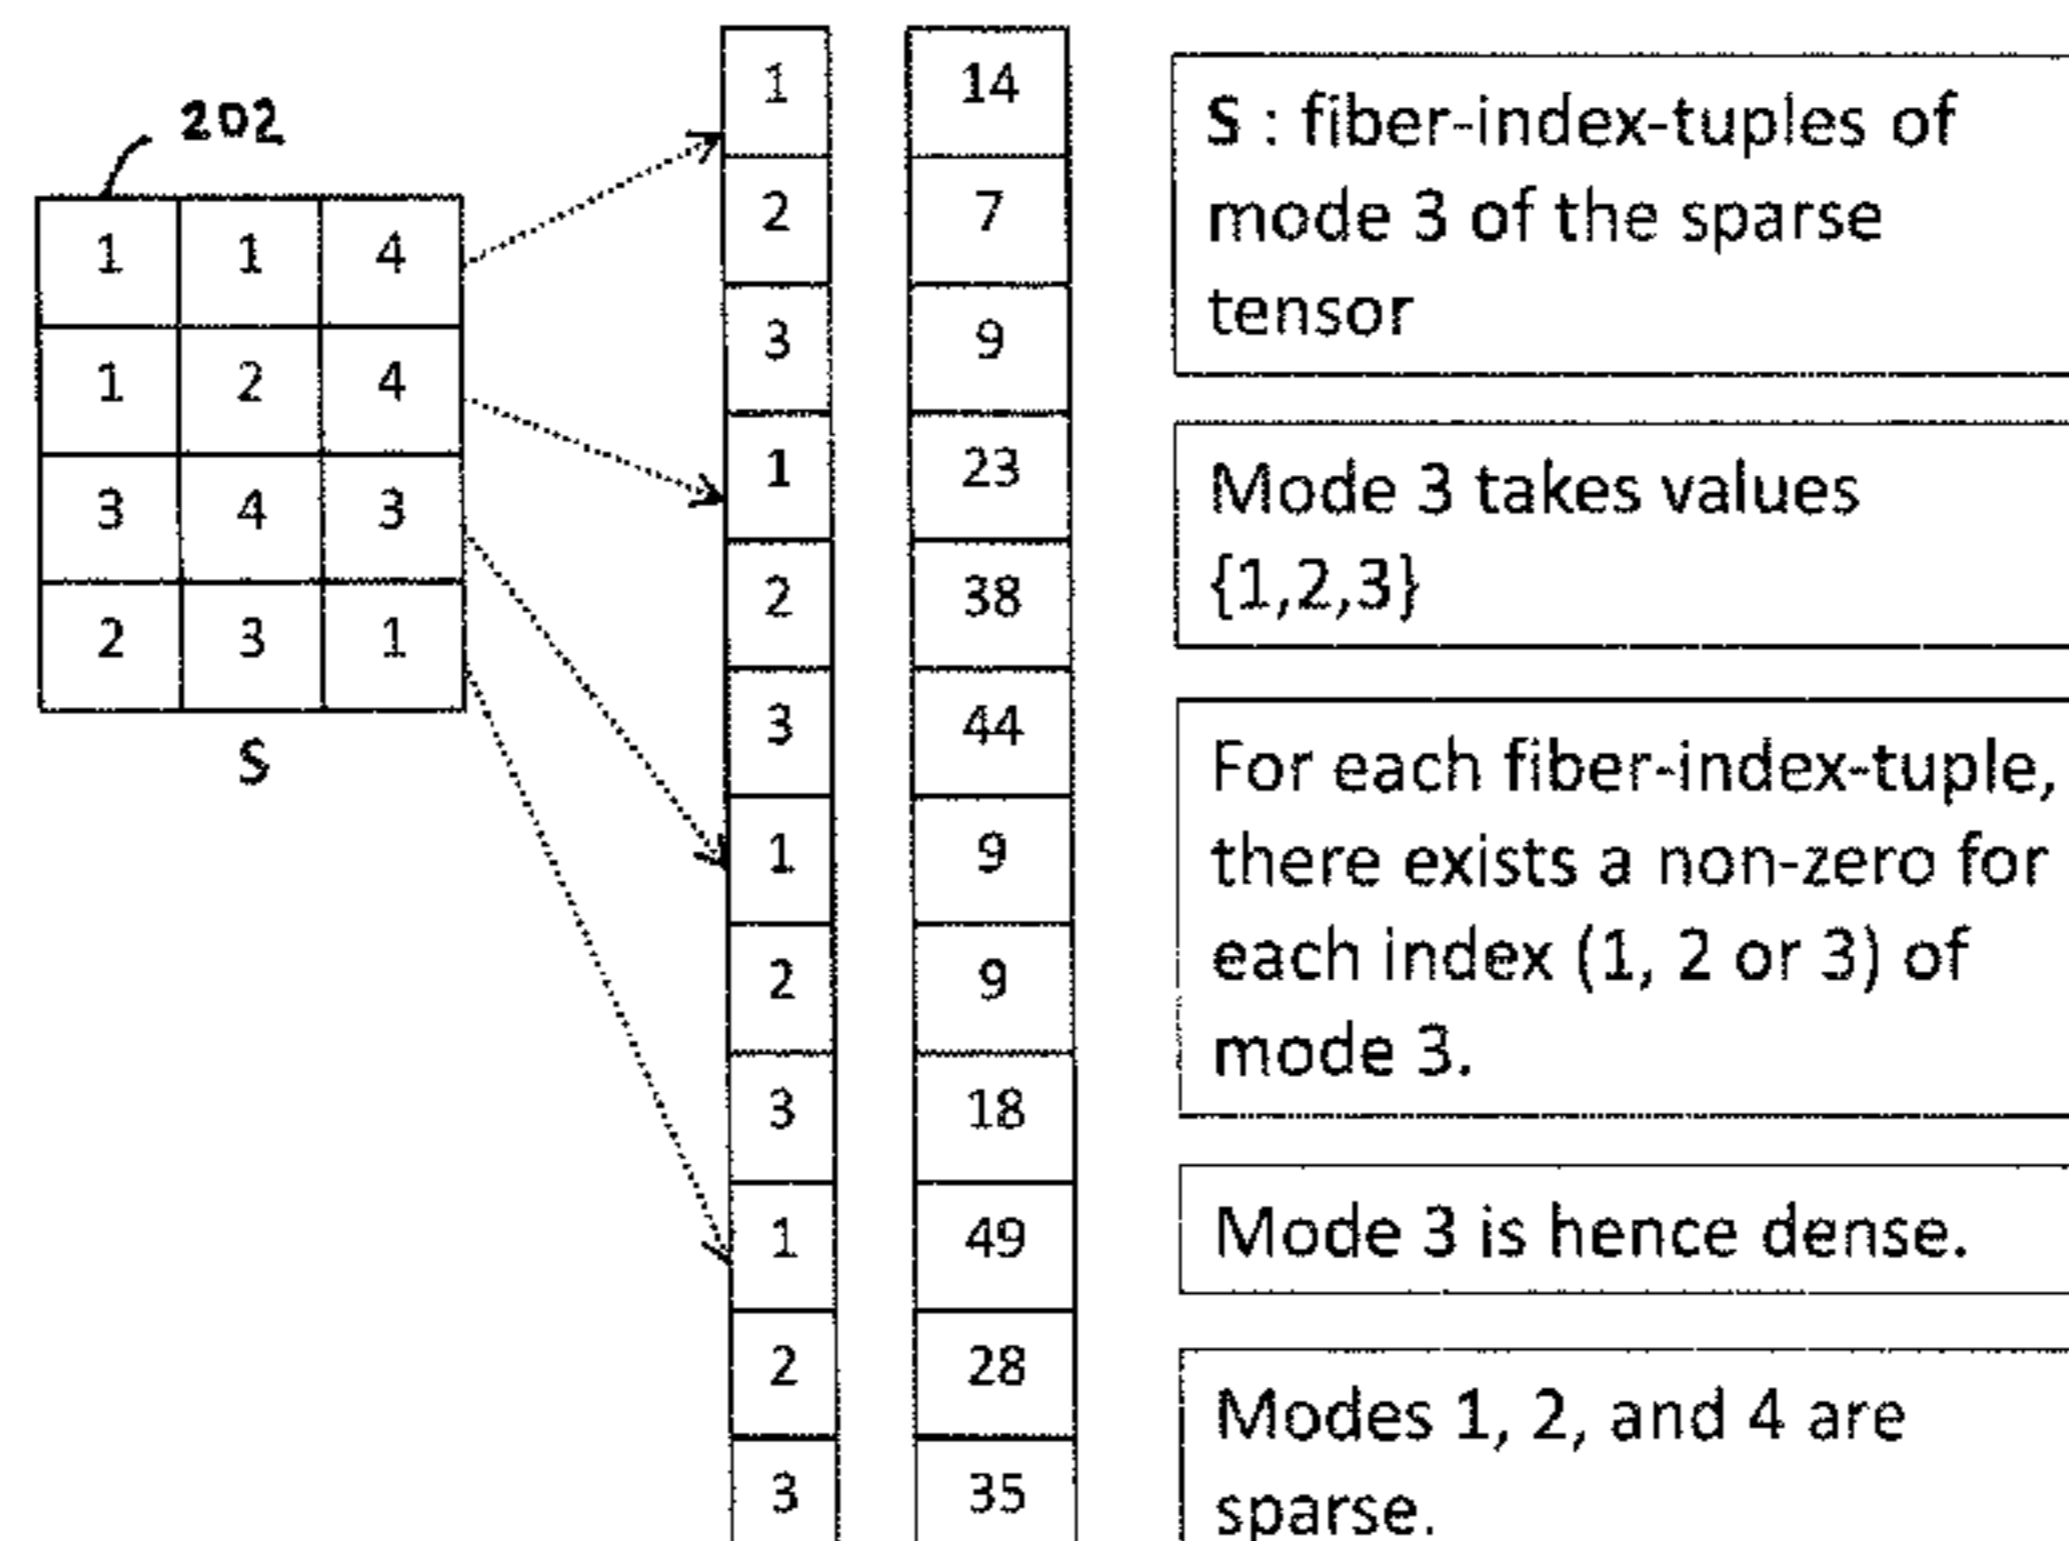 202
1 1 4
1 2 4
3 4 3
2 3 1
S
1 14
2 7
3 9
1 23
2 38
3 44
1 9
2 9
3 18
1 49
2 28
3 35
S : fiber-index-tuples of
mode 3 of the sparse
tensor
Mode 3 takes values
{1,2,3}
For each fiber-index-tuple,
there exists a non-zero for
each index (1, 2 or 3) of
mode 3.
Mode 3 is hence dense.
Modes 1, 2, and 4 are
sparse.